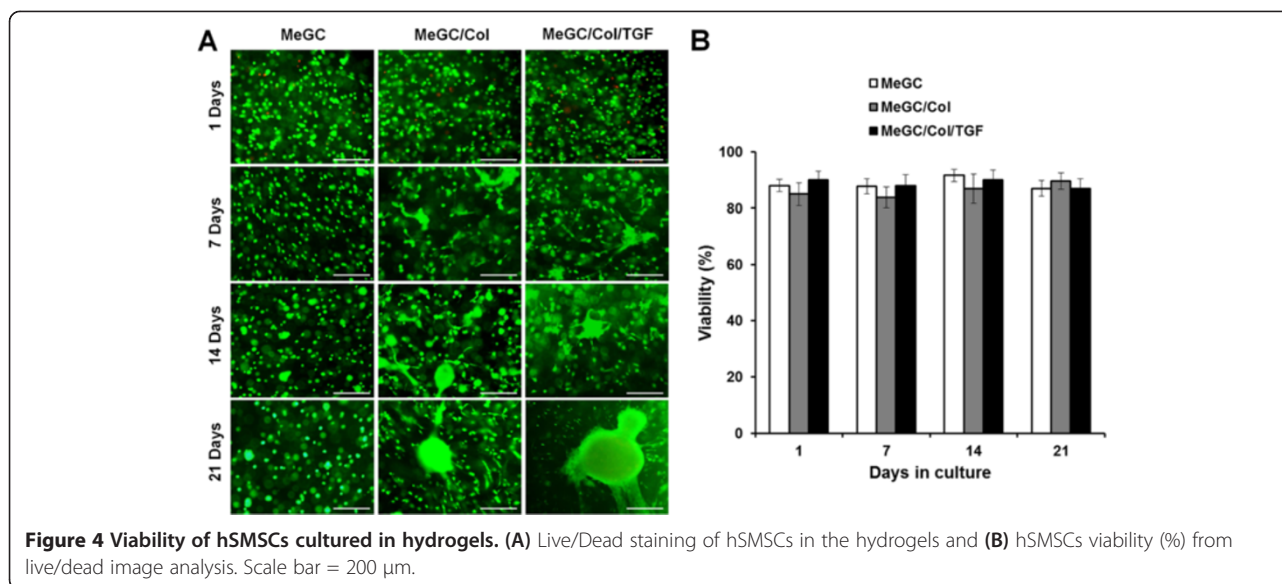 A
MeGC MeGC/Col MeGC/Col/TGF
1 Days
7 Days
14 Days
21 Days
B
MeGC
MeGC/Col
MeGC/Col/TGF
100
80
60
40
20
0
Viability (%)
1 7 14 21
Days in culture
Figure 4 Viability of hSMSCs cultured in hydrogels. (A) Live/Dead staining of hSMSCs in the hydrogels and (B) hSMSCs viability (%) from
live/dead image analysis. Scale bar = 200 μm.